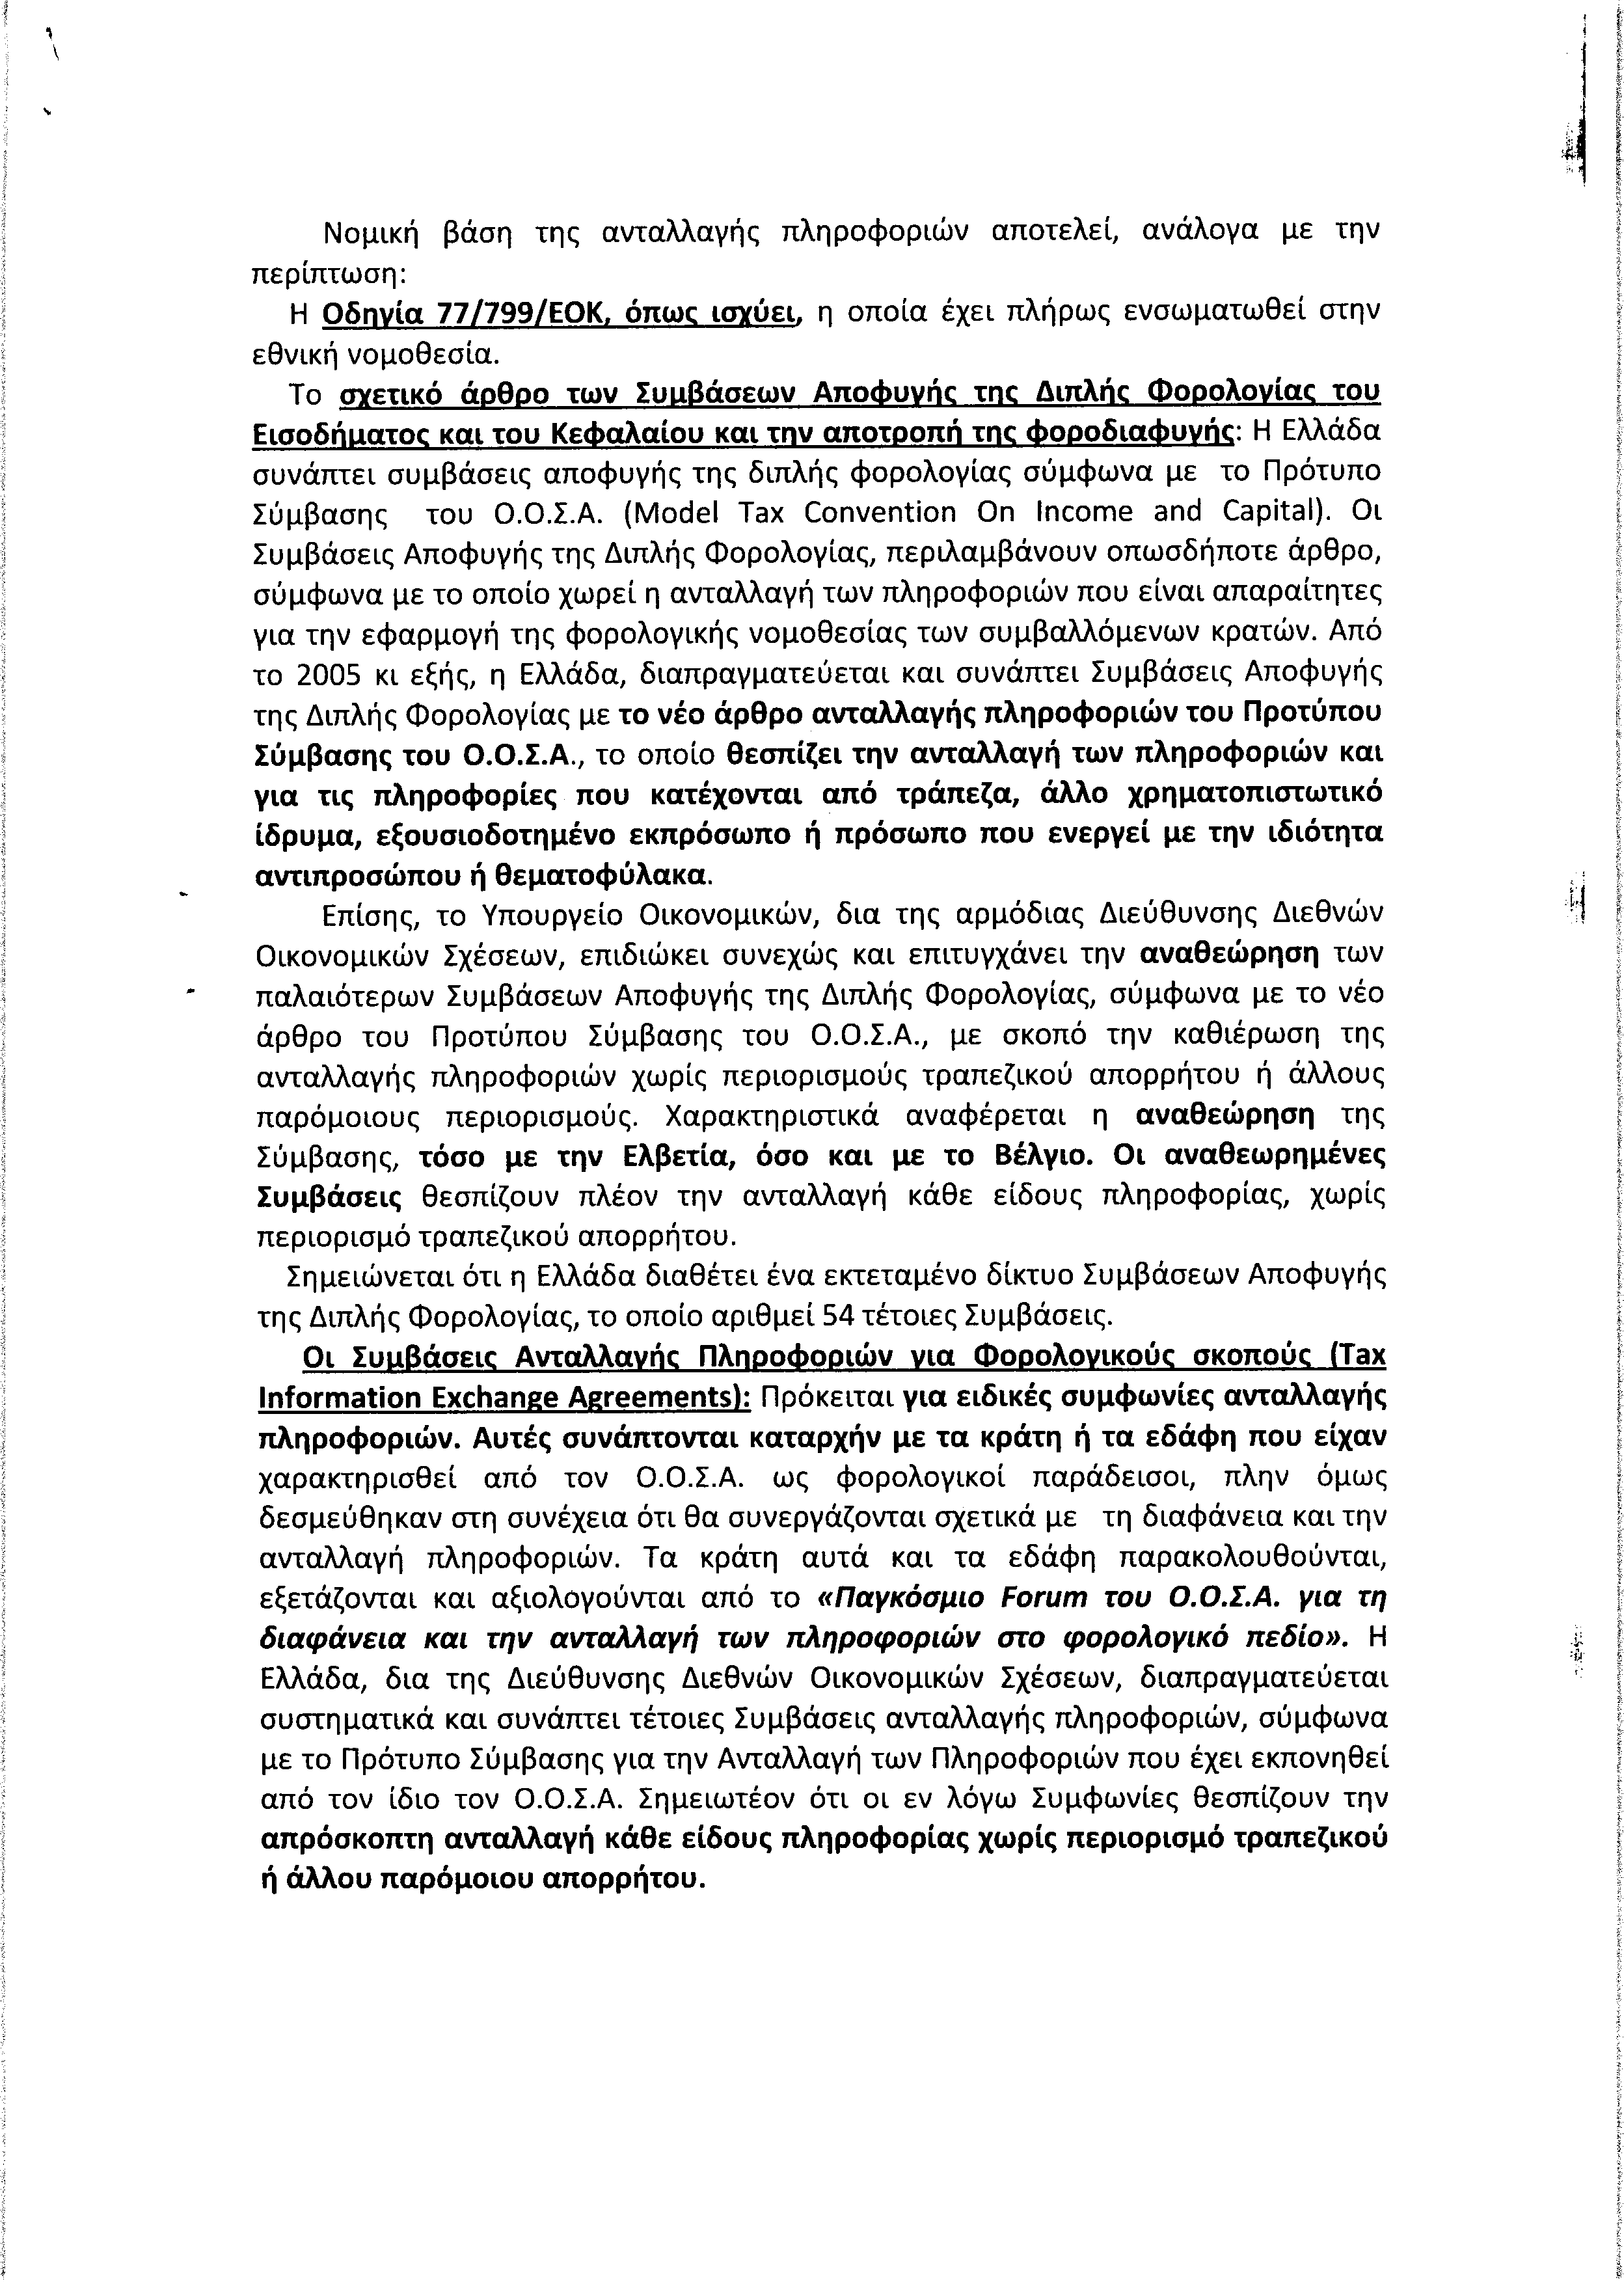 Νομική βάση της ανταλλαγής πληροφοριών αποτελεί, ανάλογα με την
περίπτωση:
Η Οδηγία 77/799/ΕΟΚ, όπως ισχύει, η οποία έχει πλήρως ενσωματωθεί στην
εθνική νομοθεσία.
Το σχετικό άρθρο των Συμβάσεων Αποφυγής της Διπλής Φορολογίας του
Εισοδήματος και του Κεφαλαίου και την αποτροπή της φοροδιαφυγής: Η Ελλάδα
συνάπτει συμβάσεις αποφυγής της διπλής φορολογίας σύμφωνα με το Πρότυπο
Σύμβασης του Ο.Ο.Σ.Α. (Model Tax Convention On Income and Capital). Οι
Συμβάσεις Αποφυγής της Διπλής Φορολογίας, περιλαμβάνουν οπωσδήποτε άρθρο,
σύμφωνα με το οποίο χωρεί η ανταλλαγή των πληροφοριών που είναι απαραίτητες
για την εφαρμογή της φορολογικής νομοθεσίας των συμβαλλόμενων κρατών. Από
το 2005 κι εξής, η Ελλάδα, διαπραγματεύεται και συνάπτει Συμβάσεις Αποφυγής
της Διπλής Φορολογίας με το νέο άρθρο ανταλλαγής πληροφοριών του Προτύπου
Σύμβασης του Ο.Ο.Σ.Α., το οποίο θεσπίζει την ανταλλαγή των πληροφοριών και
για τις πληροφορίες που κατέχονται από τράπεζα, άλλο χρηματοπιστωτικό
ίδρυμα, εξουσιοδοτημένο εκπρόσωπο ή πρόσωπο που ενεργεί με την ιδιότητα
αντιπροσώπου ή θεματοφύλακα.
Επίσης, το Υπουργείο Οικονομικών, δια της αρμόδιας Διεύθυνσης Διεθνών
Οικονομικών Σχέσεων, επιδιώκει συνεχώς και επιτυγχάνει την αναθεώρηση των
παλαιότερων Συμβάσεων Αποφυγής της Διπλής Φορολογίας, σύμφωνα με το νέο
άρθρο του Προτύπου Σύμβασης του Ο.Ο.Σ.Α., με σκοπό την καθιέρωση της
ανταλλαγής πληροφοριών χωρίς περιορισμούς τραπεζικού απορρήτου ή άλλους
παρόμοιους περιορισμούς. Χαρακτηριστικά αναφέρεται η αναθεώρηση της
Σύμβασης, τόσο με την Ελβετία, όσο και με το Βέλγιο. Οι αναθεωρημένες
Συμβάσεις θεσπίζουν πλέον την ανταλλαγή κάθε είδους πληροφορίας, χωρίς
περιορισμό τραπεζικού απορρήτου.
Σημειώνεται ότι η Ελλάδα διαθέτει ένα εκτεταμένο δίκτυο Συμβάσεων Αποφυγής
της Διπλής Φορολογίας, το οποίο αριθμεί 54 τέτοιες Συμβάσεις.
Οι Συμβάσεις Ανταλλαγής Πληροφοριών για Φορολογικούς σκοπούς (Tax
Information Exchange Agreements): Πρόκειται για ειδικές συμφωνίες ανταλλαγής
πληροφοριών. Αυτές συνάπτονται καταρχήν με τα κράτη ή τα εδάφη που είχαν
χαρακτηρισθεί από τον Ο.Ο.Σ.Α. ως φορολογικοί παράδεισοι, πλην όμως
δεσμεύθηκαν στη συνέχεια ότι θα συνεργάζονται σχετικά με τη διαφάνεια και την
ανταλλαγή πληροφοριών. Τα κράτη αυτά και τα εδάφη παρακολουθούνται,
εξετάζονται και αξιολογούνται από το «Παγκόσμιο Forum του Ο.Ο.Σ.Α. για τη
διαφάνεια και την ανταλλαγή των πληροφοριών στο φορολογικό πεδίο». Η
Ελλάδα, δια της Διεύθυνσης Διεθνών Οικονομικών Σχέσεων, διαπραγματεύεται
συστηματικά και συνάπτει τέτοιες Συμβάσεις ανταλλαγής πληροφοριών, σύμφωνα
με το Πρότυπο Σύμβασης για την Ανταλλαγή των Πληροφοριών που έχει εκπονηθεί
από τον ίδιο τον Ο.Ο.Σ.Α. Σημειωτέον ότι οι εν λόγω Συμφωνίες θεσπίζουν την
απρόσκοπτη ανταλλαγή κάθε είδους πληροφορίας χωρίς περιορισμό τραπεζικού
ή άλλου παρόμοιου απορρήτου.